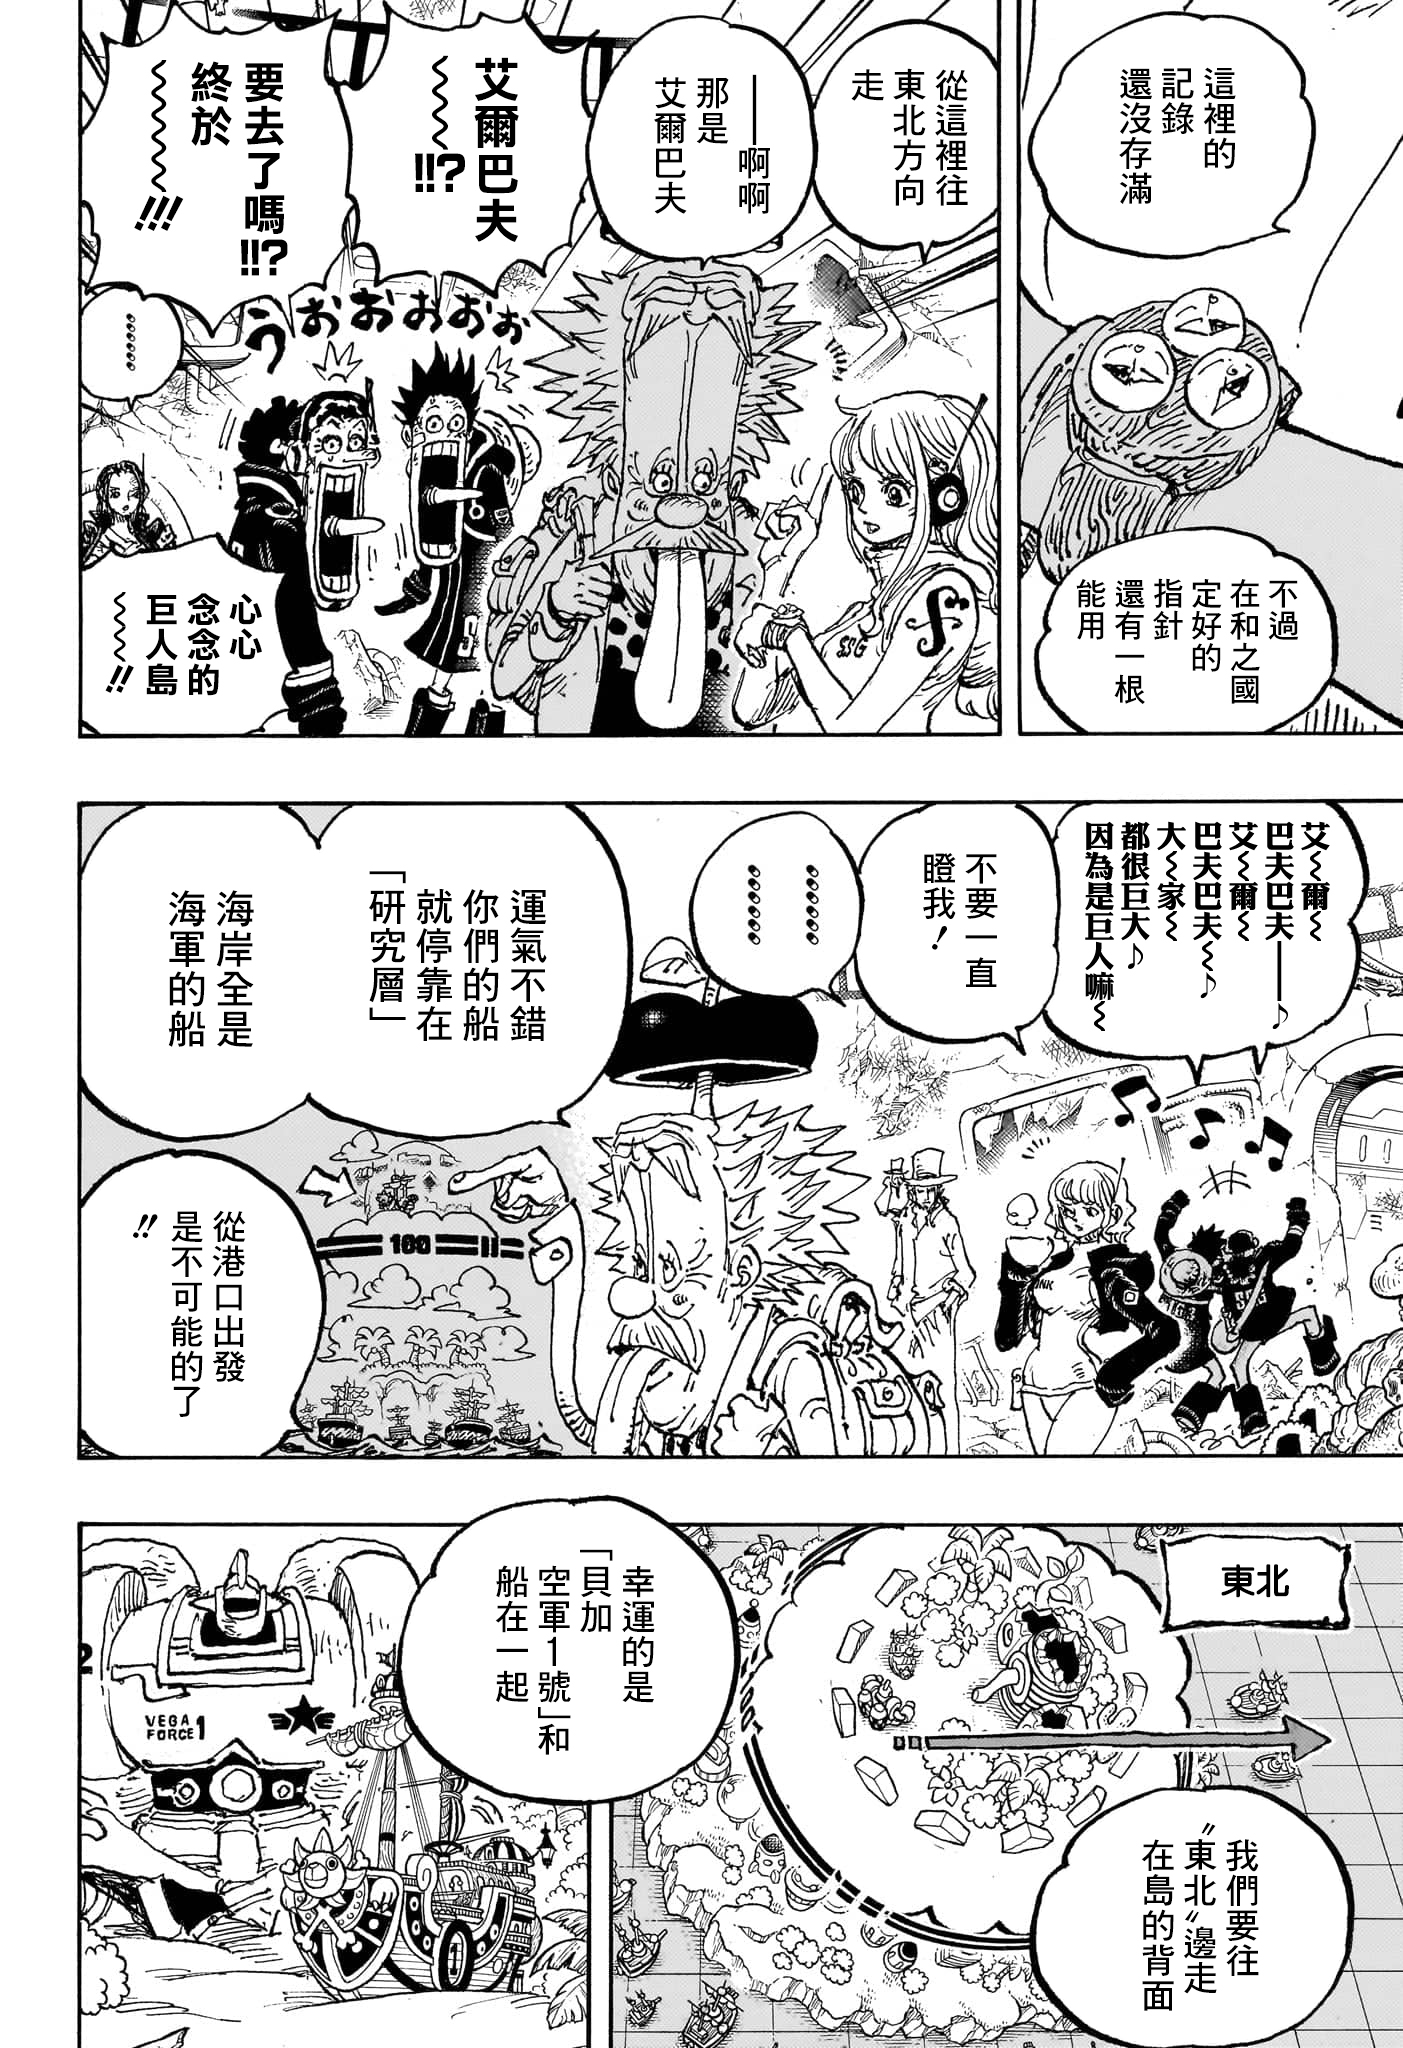 這裡的
記錄
還沒存滿
不過
在和之國
定好的
指針
還有一根
能用
從這裡往
東北方向
走
——啊啊
那是
艾爾巴夫
艾爾巴夫
～～～!!?
要去了嗎!!?
終於
～～～～～!!!
うおおおおぉ
⋯⋯
心心
念念的
巨人島
～～～～!!
SSG
S
艾～爾～
巴夫巴夫——♪
艾～爾～
巴夫巴夫～♪
大～家～
都很巨大♪
因為是巨人嘛～
不要一直
瞪我！
⋯⋯⋯
⋯⋯⋯
運氣不錯
你們的船
就停靠在
「研究層」
海岸全是
海軍的船
從港口出發
是不可能的了
!!
100
東北
我們要往
〝東北〞邊走
在島的背面
幸運的是
「貝加
空軍1號」和
船在一起
2
VEGA
FORCE 1
1